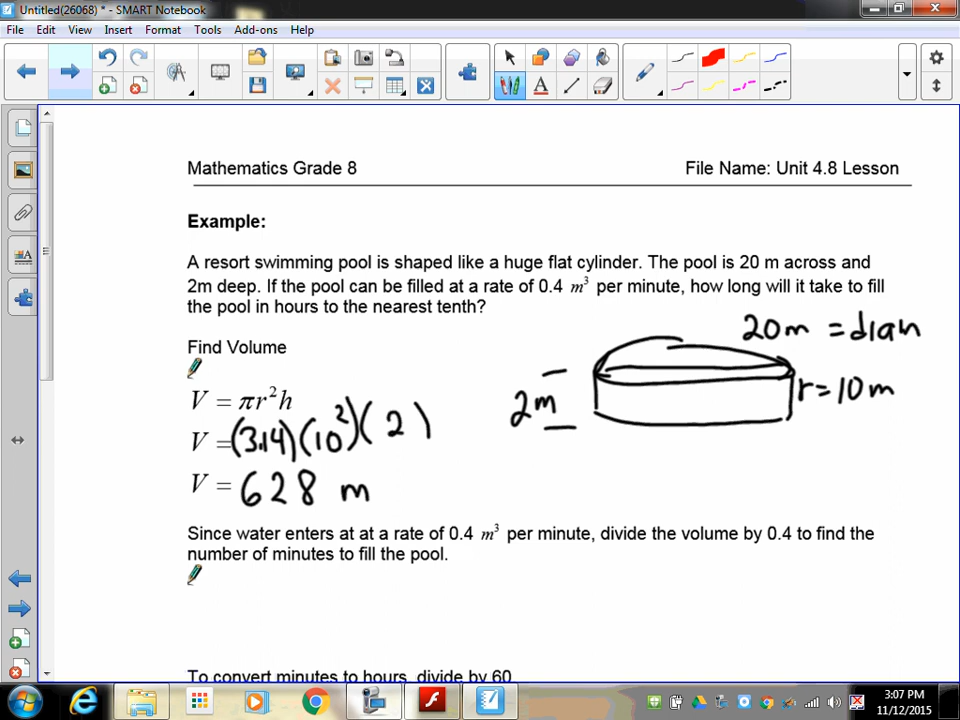 Untitled(26068) * - SMART Notebook
File Edit View Insert Format Tools Add-ons Help
Mathematics Grade 8 File Name: Unit 4.8 Lesson
Example:
A resort swimming pool is shaped like a huge flat cylinder. The pool is 20 m across and
2m deep. If the pool can be filled at a rate of 0.4 m³ per minute, how long will it take to fill
the pool in hours to the nearest tenth?
20m = diam
Find Volume
V = πr²h
r=10m
2m
V =(3.14)(10²)(2)
V = 628 m
Since water enters at at a rate of 0.4 m³ per minute, divide the volume by 0.4 to find the
number of minutes to fill the pool.
To convert minutes to hours, divide by 60
3:07 PM
11/12/2015